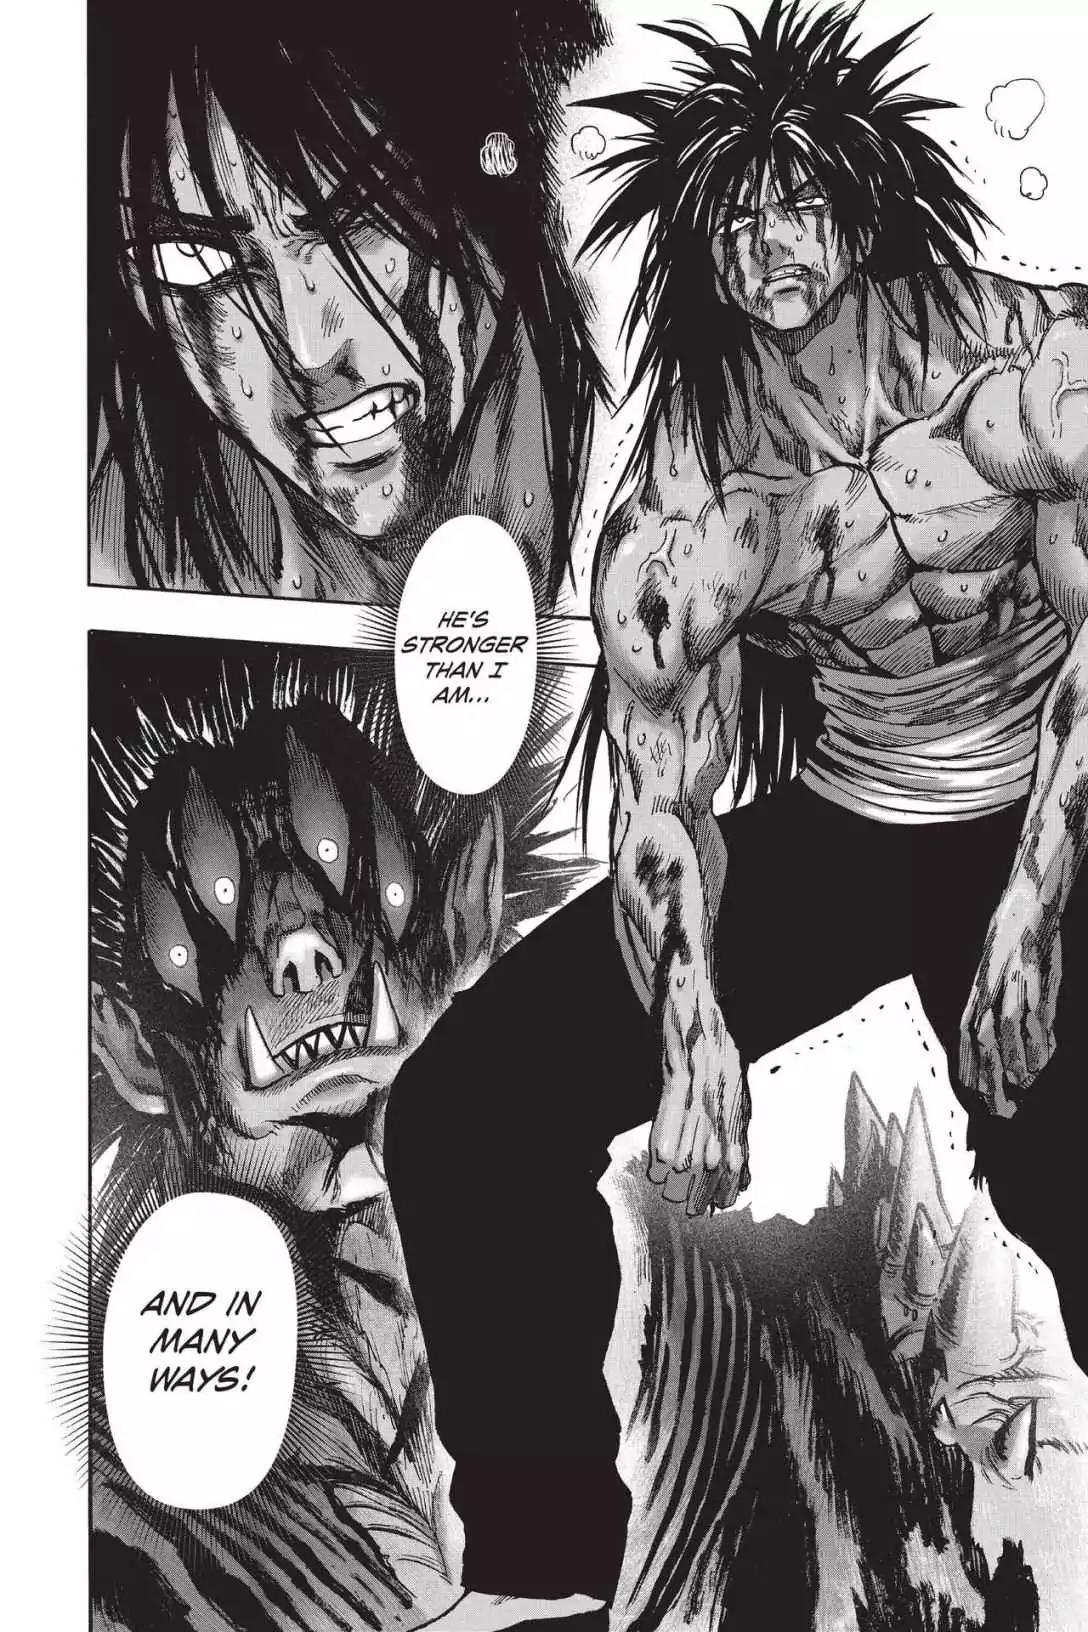 HE'S
STRONGER
THAN I
AM...
AND IN
MANY
WAYS!